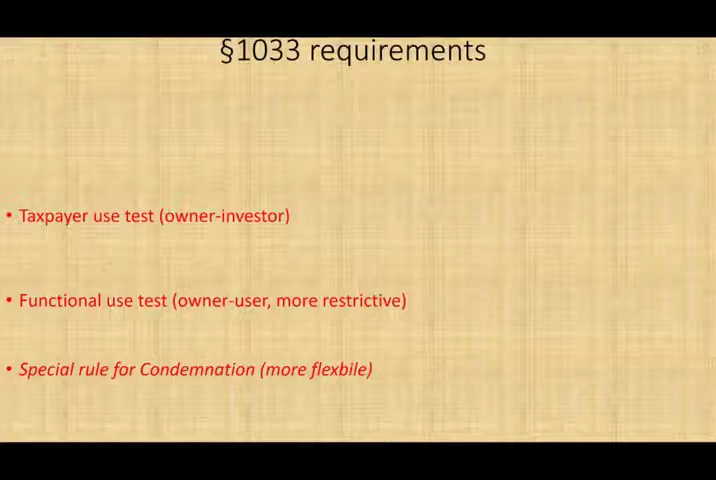 §1033 requirements
• Taxpayer use test (owner-investor)
• Functional use test (owner-user, more restrictive)
• Special rule for Condemnation (more flexbile)